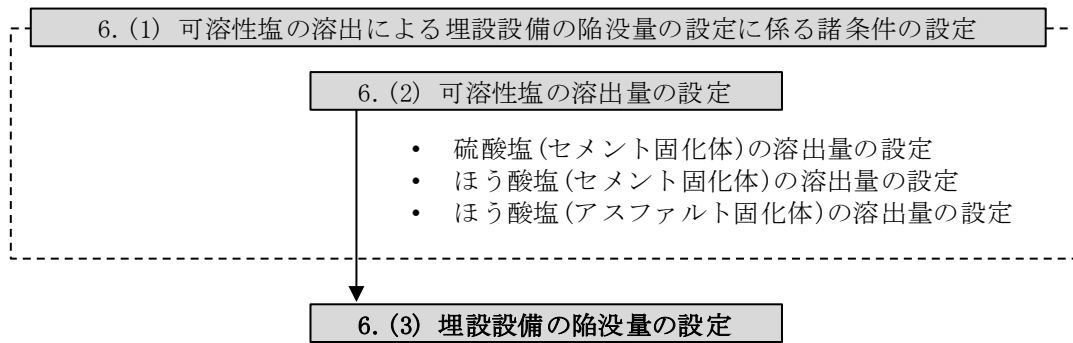 6.(1) 可溶性塩の溶出による埋設設備の陥没量の設定に係る諸条件の設定
6.(2) 可溶性塩の溶出量の設定
• 硫酸塩(セメント固化体)の溶出量の設定
• ほう酸塩(セメント固化体)の溶出量の設定
• ほう酸塩(アスファルト固化体)の溶出量の設定
6.(3) 埋設設備の陥没量の設定